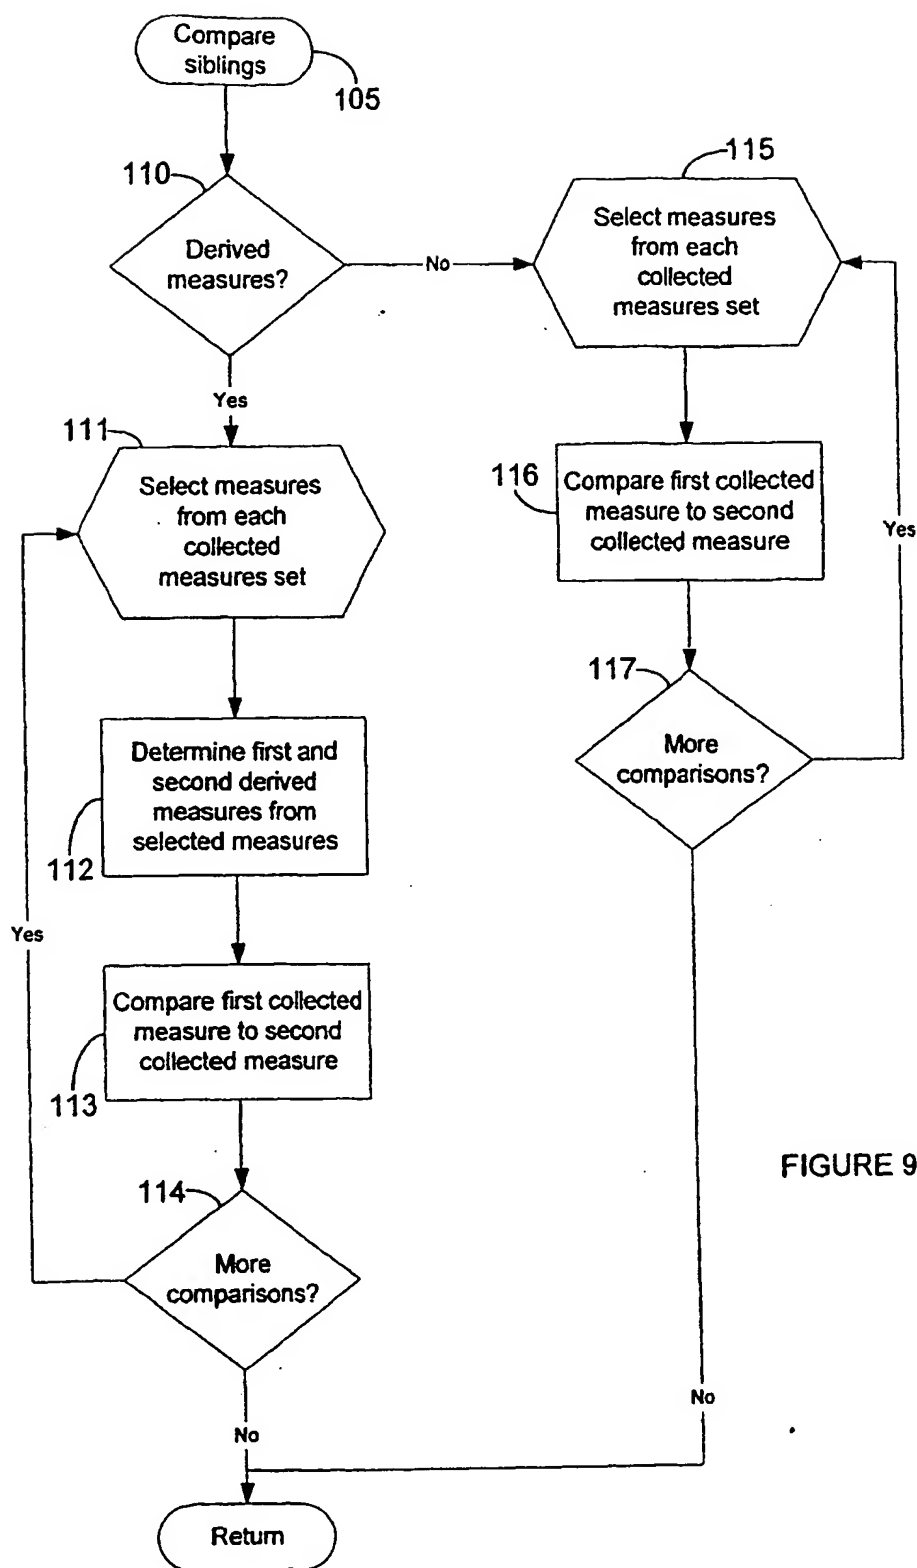 Compare
siblings
105
110
Derived
measures?
No
Yes
115
Select measures
from each
collected
measures set
111
Select measures
from each
collected
measures set
116
Compare first collected
measure to second
collected measure
Yes
117
More
comparisons?
Determine first and
second derived
measures from
selected measures
112
Yes
Compare first collected
measure to second
collected measure
113
FIGURE 9
114
More
comparisons?
No
No
Return